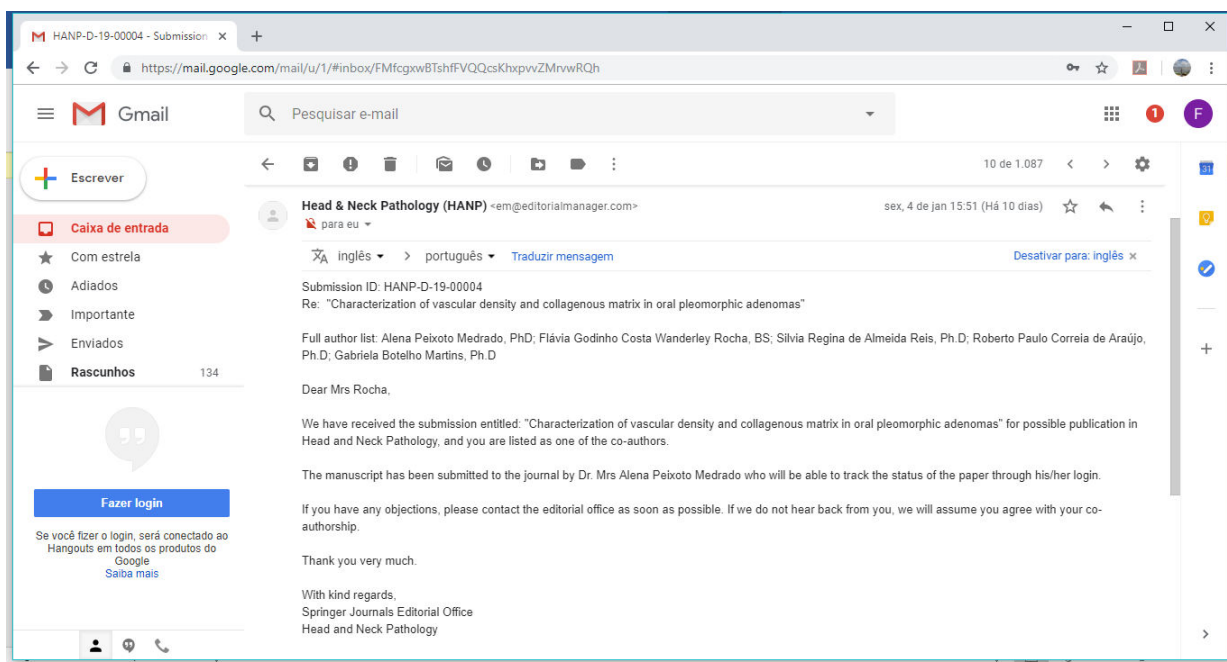 HANP-D-19-00004 - Submission
https://mail.google.com/mail/u/1/#inbox/FMfcgxwBTshfFVQQcsKhxpvvZMrvwRQh
Gmail
Pesquisar e-mail
1
F
Escrever
10 de 1.087
31
Caixa de entrada
Com estrela
Adiados
Importante
Enviados
Rascunhos 134
Fazer login
Se você fizer o login, será conectado ao
Hangouts em todos os produtos do
Google
Saiba mais
Head & Neck Pathology (HANP) <em@editorialmanager.com>
sex, 4 de jan 15:51 (Há 10 dias)
para eu
inglês > português Traduzir mensagem
Desativar para: inglês ×
Submission ID: HANP-D-19-00004
Re: "Characterization of vascular density and collagenous matrix in oral pleomorphic adenomas"
Full author list: Alena Peixoto Medrado, PhD; Flávia Godinho Costa Wanderley Rocha, BS; Silvia Regina de Almeida Reis, Ph.D; Roberto Paulo Correia de Araújo,
Ph.D; Gabriela Botelho Martins, Ph.D
Dear Mrs Rocha,
We have received the submission entitled: "Characterization of vascular density and collagenous matrix in oral pleomorphic adenomas" for possible publication in
Head and Neck Pathology, and you are listed as one of the co-authors.
The manuscript has been submitted to the journal by Dr. Mrs Alena Peixoto Medrado who will be able to track the status of the paper through his/her login.
If you have any objections, please contact the editorial office as soon as possible. If we do not hear back from you, we will assume you agree with your co-
authorship.
Thank you very much.
With kind regards,
Springer Journals Editorial Office
Head and Neck Pathology